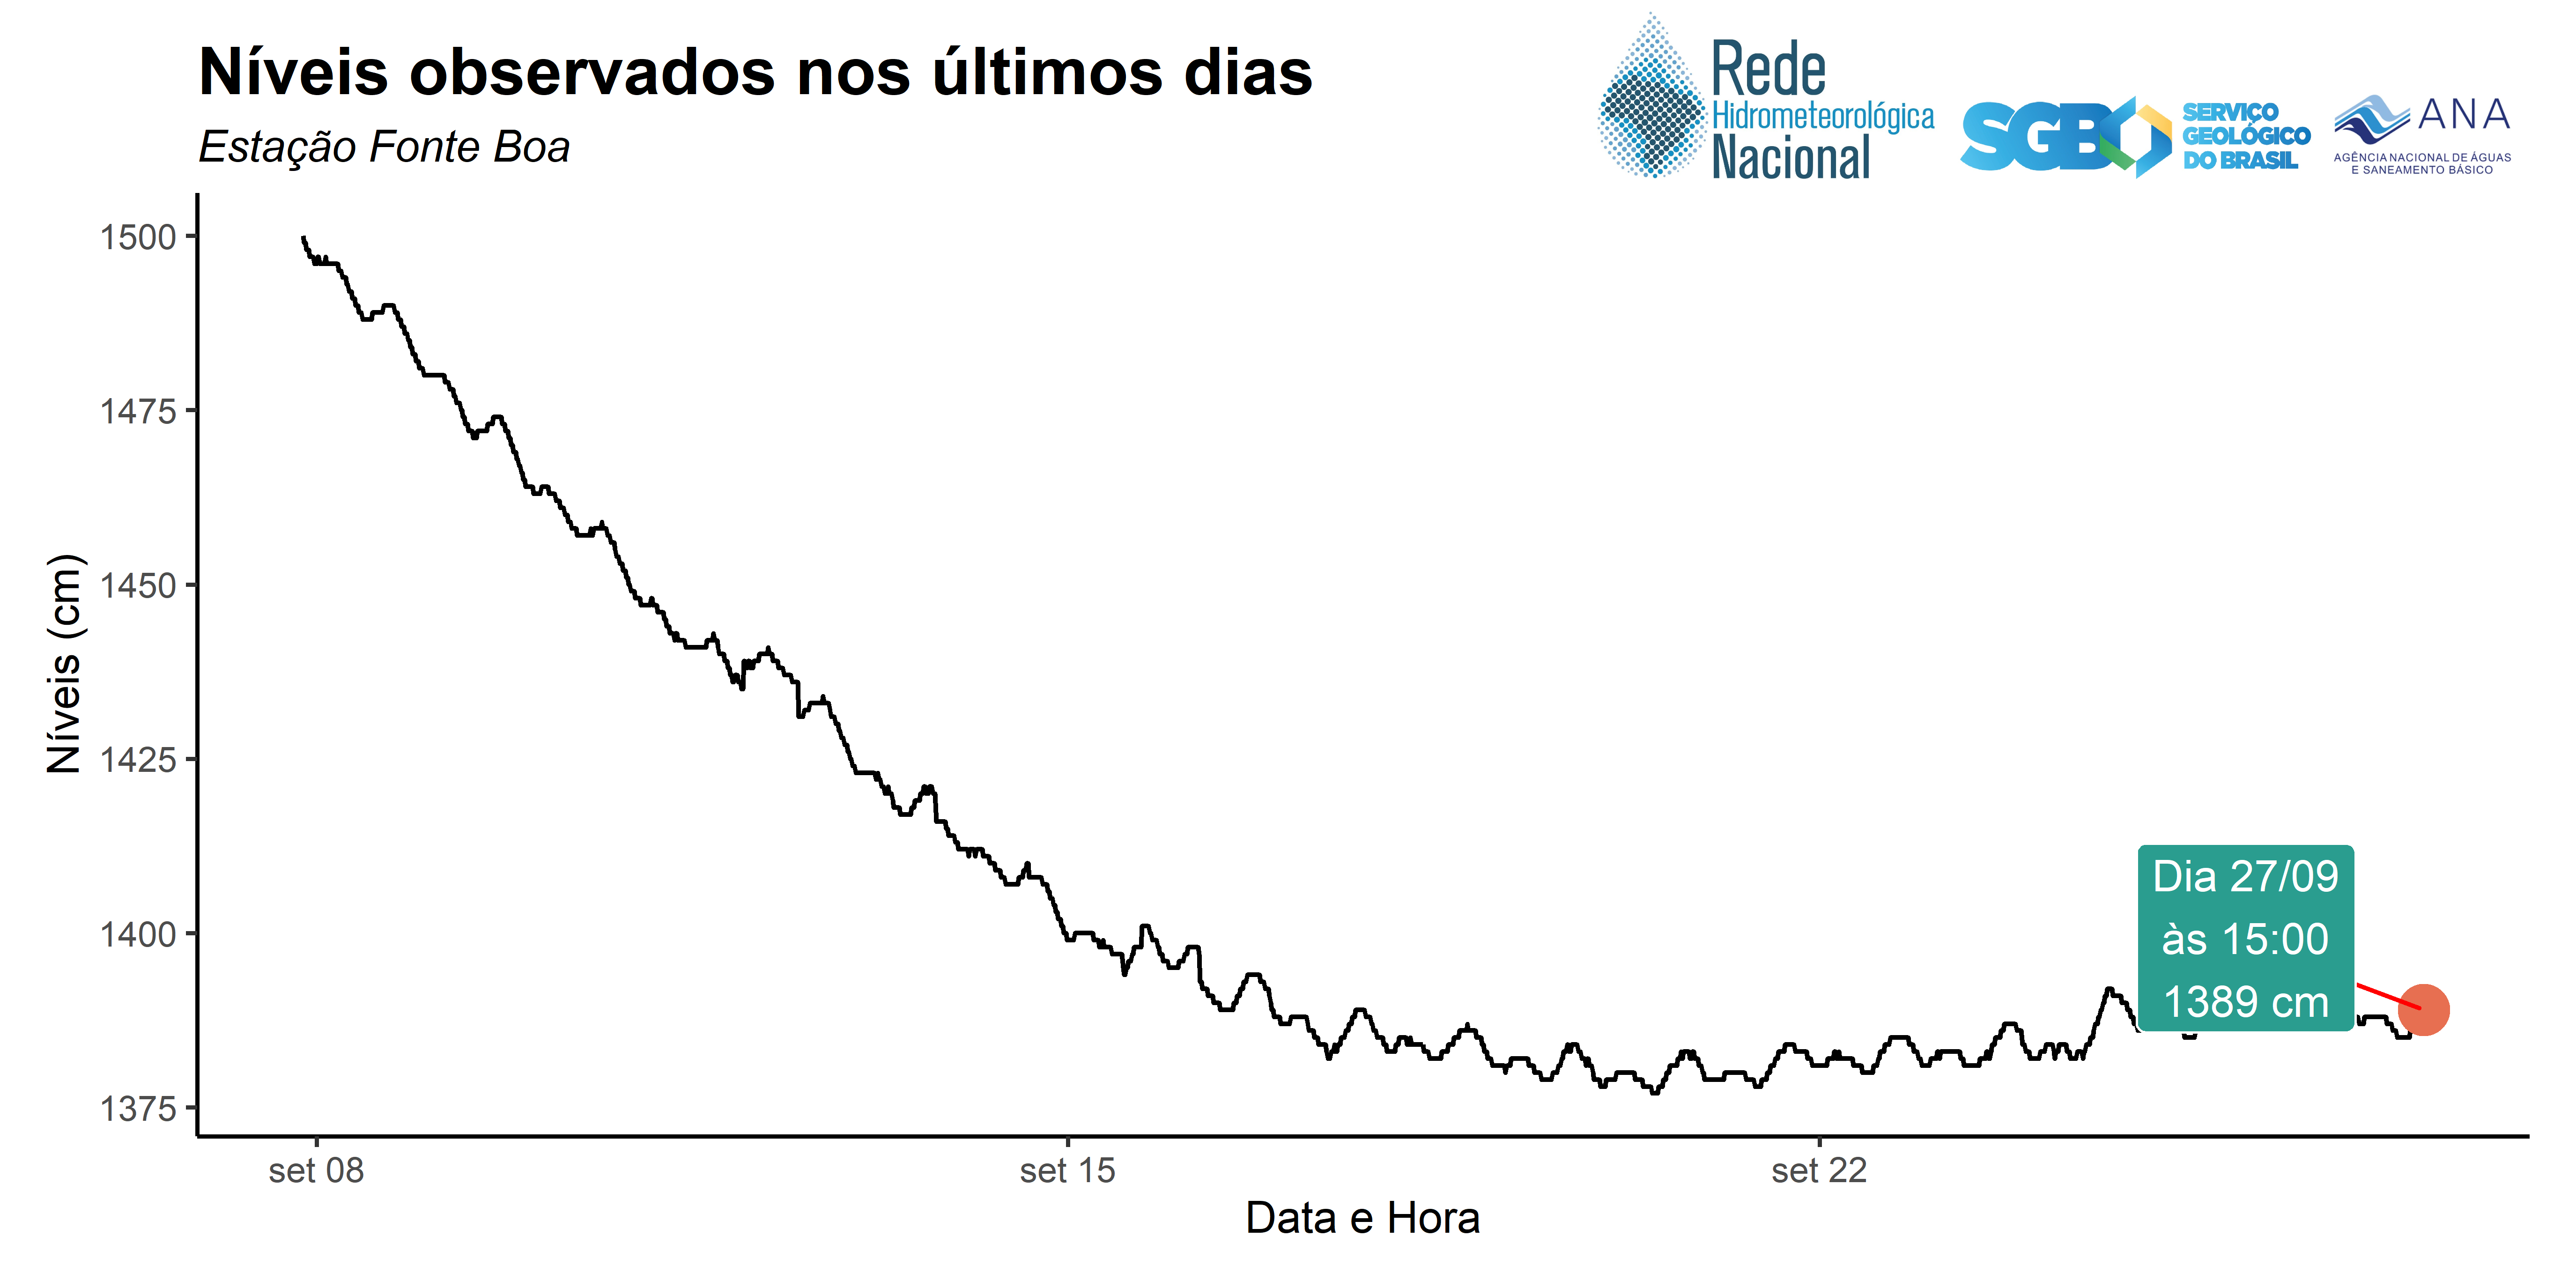 Níveis observados nos últimos dias
Estação Fonte Boa
Rede
Hidrometeorológica
Nacional
SGB
SERVIÇO
GEOLÓGICO
DO BRASIL
ANA
AGÊNCIA NACIONAL DE ÁGUAS
E SANEAMENTO BÁSICO
Níveis (cm)
1500
1475
1450
1425
1400
1375
Dia 27/09
às 15:00
1389 cm
set 08
set 15
set 22
Data e Hora